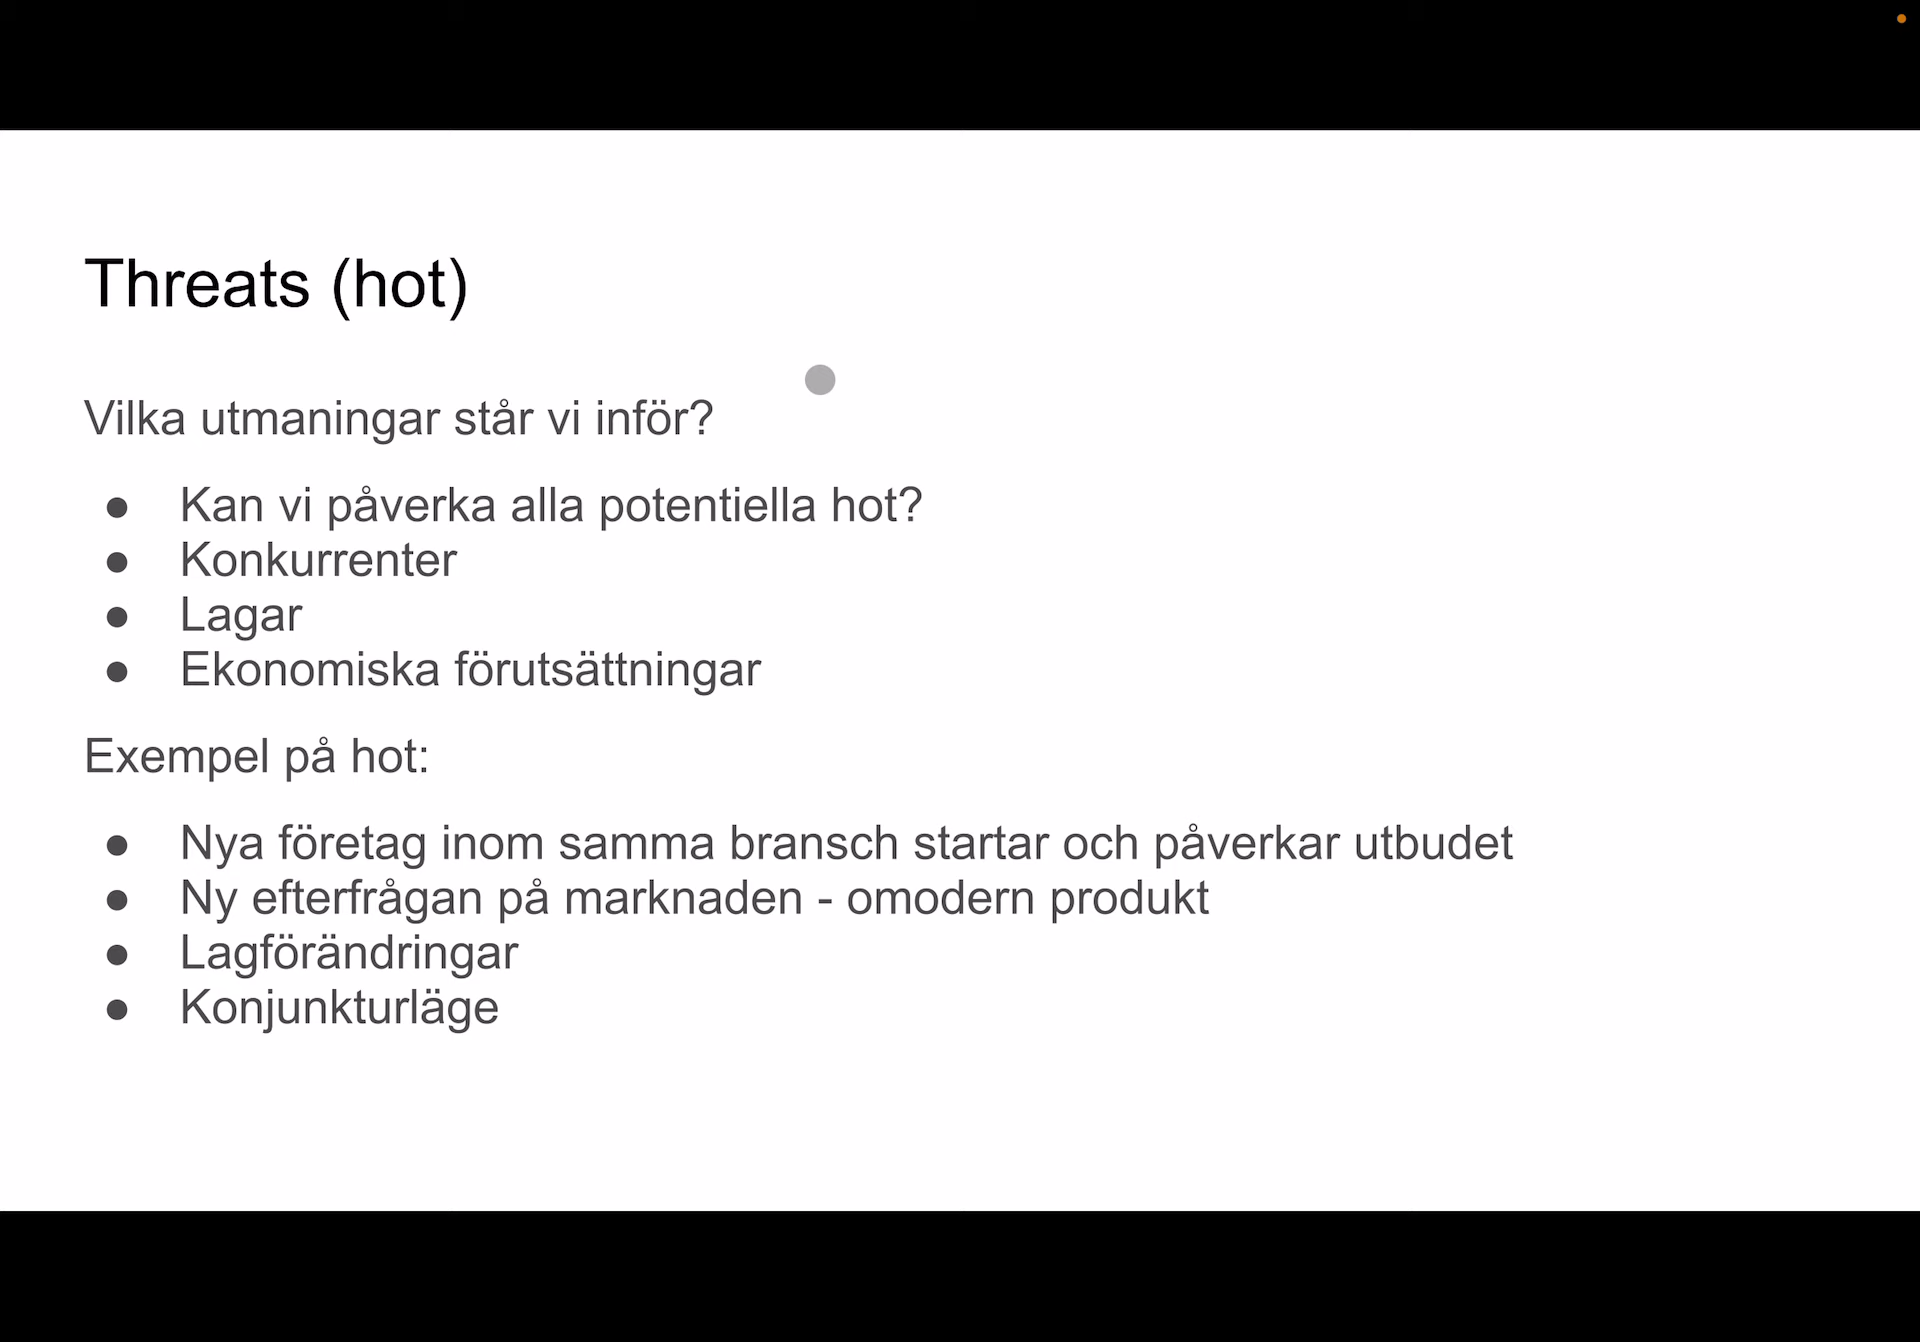 Threats (hot)
Vilka utmaningar står vi inför?
● Kan vi påverka alla potentiella hot?
● Konkurrenter
● Lagar
● Ekonomiska förutsättningar
Exempel på hot:
● Nya företag inom samma bransch startar och påverkar utbudet
● Ny efterfrågan på marknaden - omodern produkt
● Lagförändringar
● Konjunkturläge